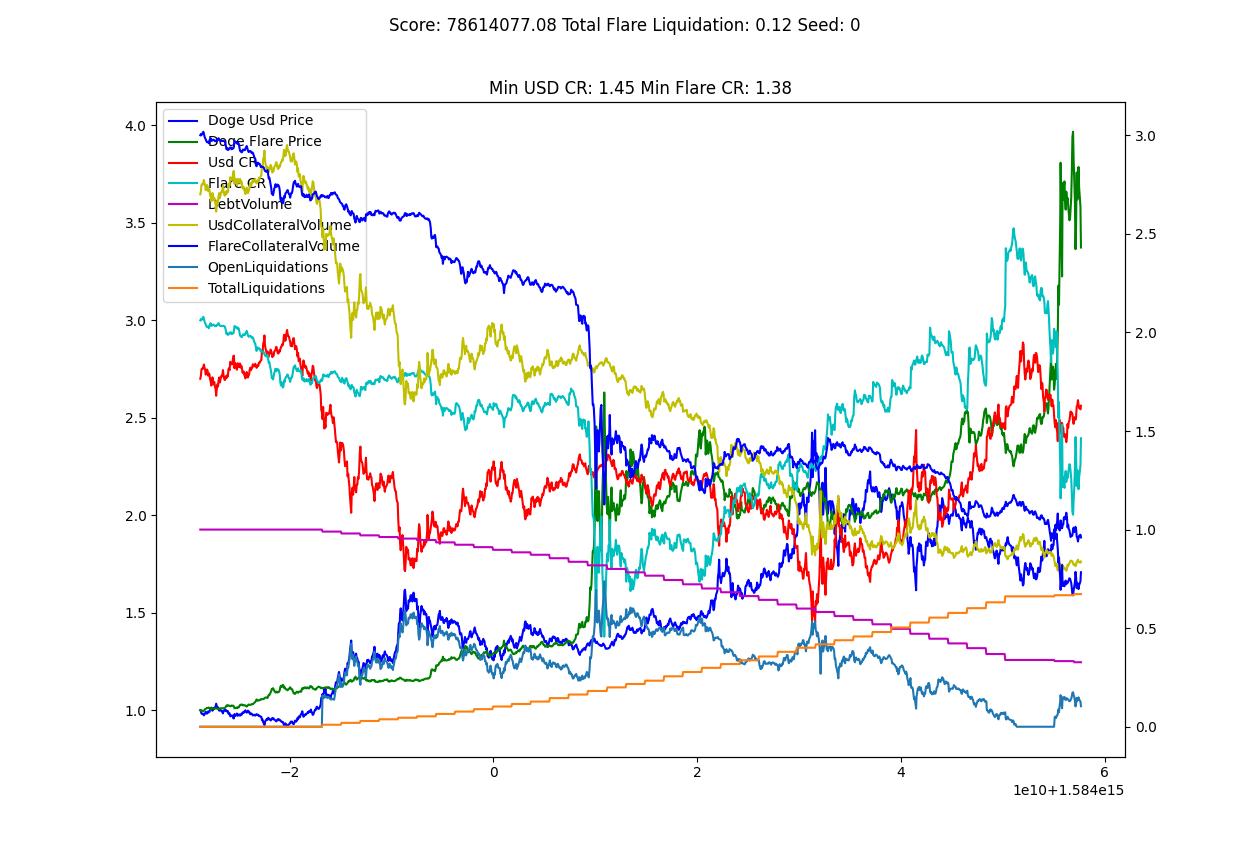 Score: 78614077.08 Total Flare Liquidation: 0.12 Seed: 0
Min USD CR: 1.45 Min Flare CR: 1.38
Doge Usd Price
Doge Flare Price
Usd CR
Flare CR
DebtVolume
UsdCollateralVolume
FlareCollateralVolume
OpenLiquidations
TotalLiquidations
4.0
3.5
3.0
2.5
2.0
1.5
1.0
3.0
2.5
2.0
1.5
1.0
0.5
0.0
−2 0 2 4 6
1e10+1.584e15